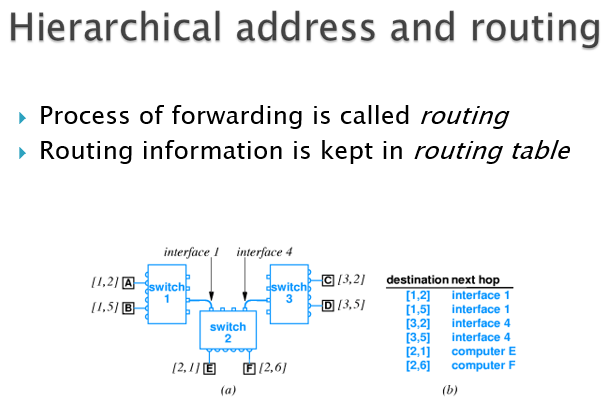 Hierarchical address and routing
Process of forwarding is called routing
Routing information is kept in routing table
interface 1 interface 4
[1,2] A
[1,5] B
switch
1
switch
2
switch
3
C [3,2]
D [3,5]
[2,1] E
F [2,6]
(a)
destination next hop
[1,2] interface 1
[1,5] interface 1
[3,2] interface 4
[3,5] interface 4
[2,1] computer E
[2,6] computer F
(b)